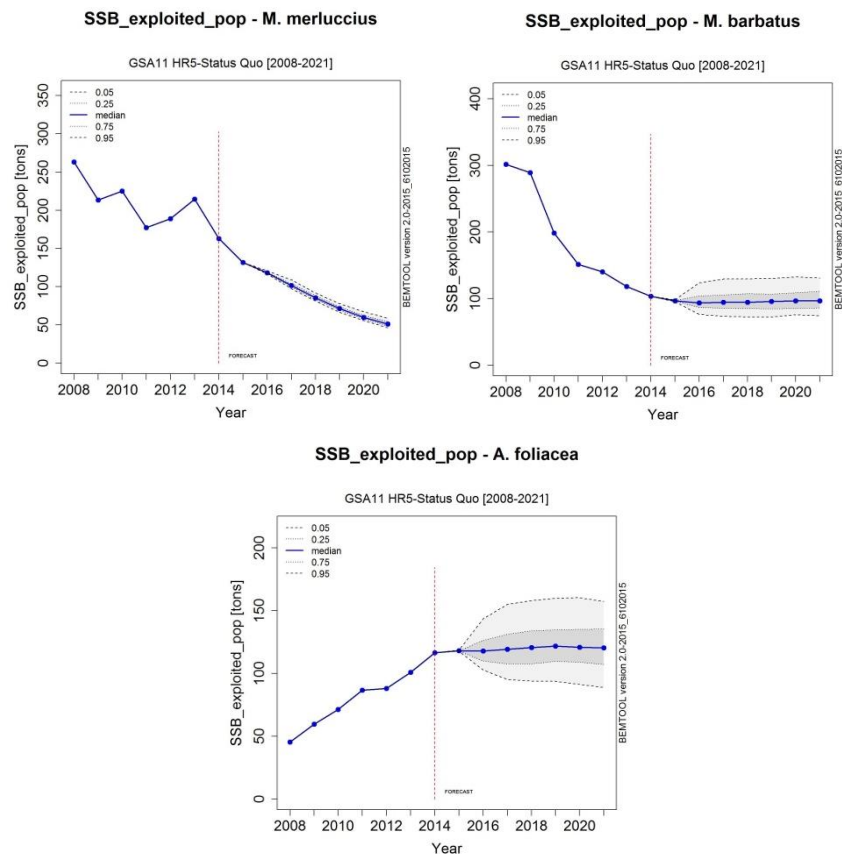 SSB_exploited_pop - M. merluccius
GSA11 HR5-Status Quo [2008-2021]
0.05
0.25
median
0.75
0.95
SSB_exploited_pop [tons]
350
300
250
200
150
100
50
0
FORECAST
2008 2010 2012 2014 2016 2018 2020
Year
BEMTOOL version 2.0-2015_6102015
SSB_exploited_pop - M. barbatus
GSA11 HR5-Status Quo [2008-2021]
0.05
0.25
median
0.75
0.95
SSB_exploited_pop [tons]
400
300
200
100
0
FORECAST
2008 2010 2012 2014 2016 2018 2020
Year
BEMTOOL version 2.0-2015_6102015
SSB_exploited_pop - A. foliacea
GSA11 HR5-Status Quo [2008-2021]
0.05
0.25
median
0.75
0.95
SSB_exploited_pop [tons]
200
150
100
50
0
FORECAST
2008 2010 2012 2014 2016 2018 2020
Year
BEMTOOL version 2.0-2015_6102015